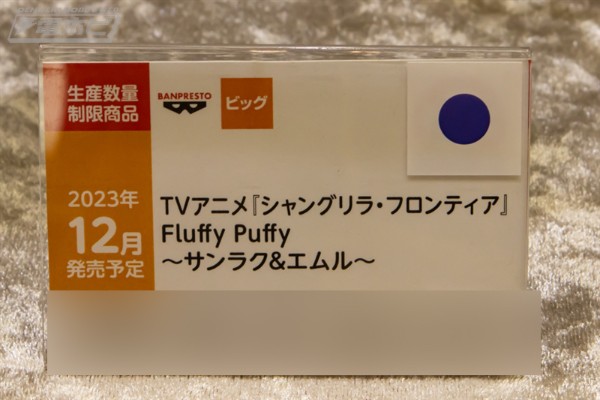 生産数量
制限商品
BANPRESTO
ビッグ
2023年
12月
発売予定
TVアニメ『シャングリラ・フロンティア』
Fluffy Puffy
〜サンラク&エムル〜